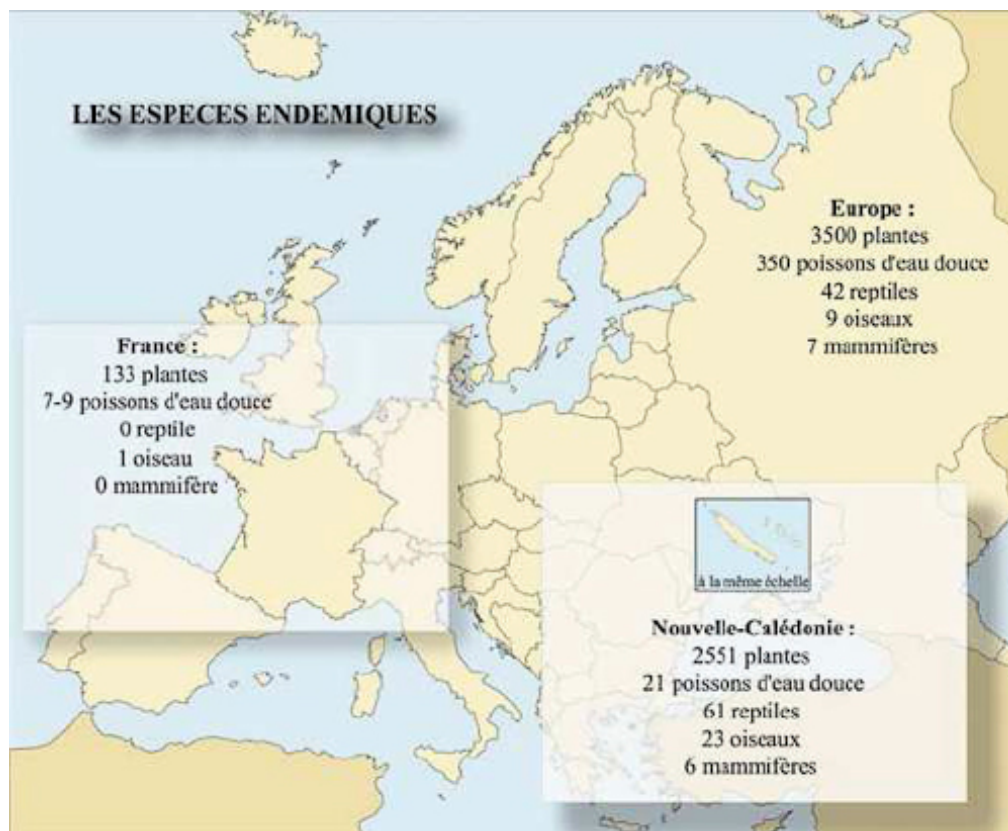 LES ESPECES ENDEMIQUES
Europe :
3500 plantes
350 poissons d'eau douce
42 reptiles
9 oiseaux
7 mammifères
France :
133 plantes
7-9 poissons d'eau douce
0 reptile
1 oiseau
0 mammifère
à la même échelle
Nouvelle-Calédonie :
2551 plantes
21 poissons d'eau douce
61 reptiles
23 oiseaux
6 mammifères